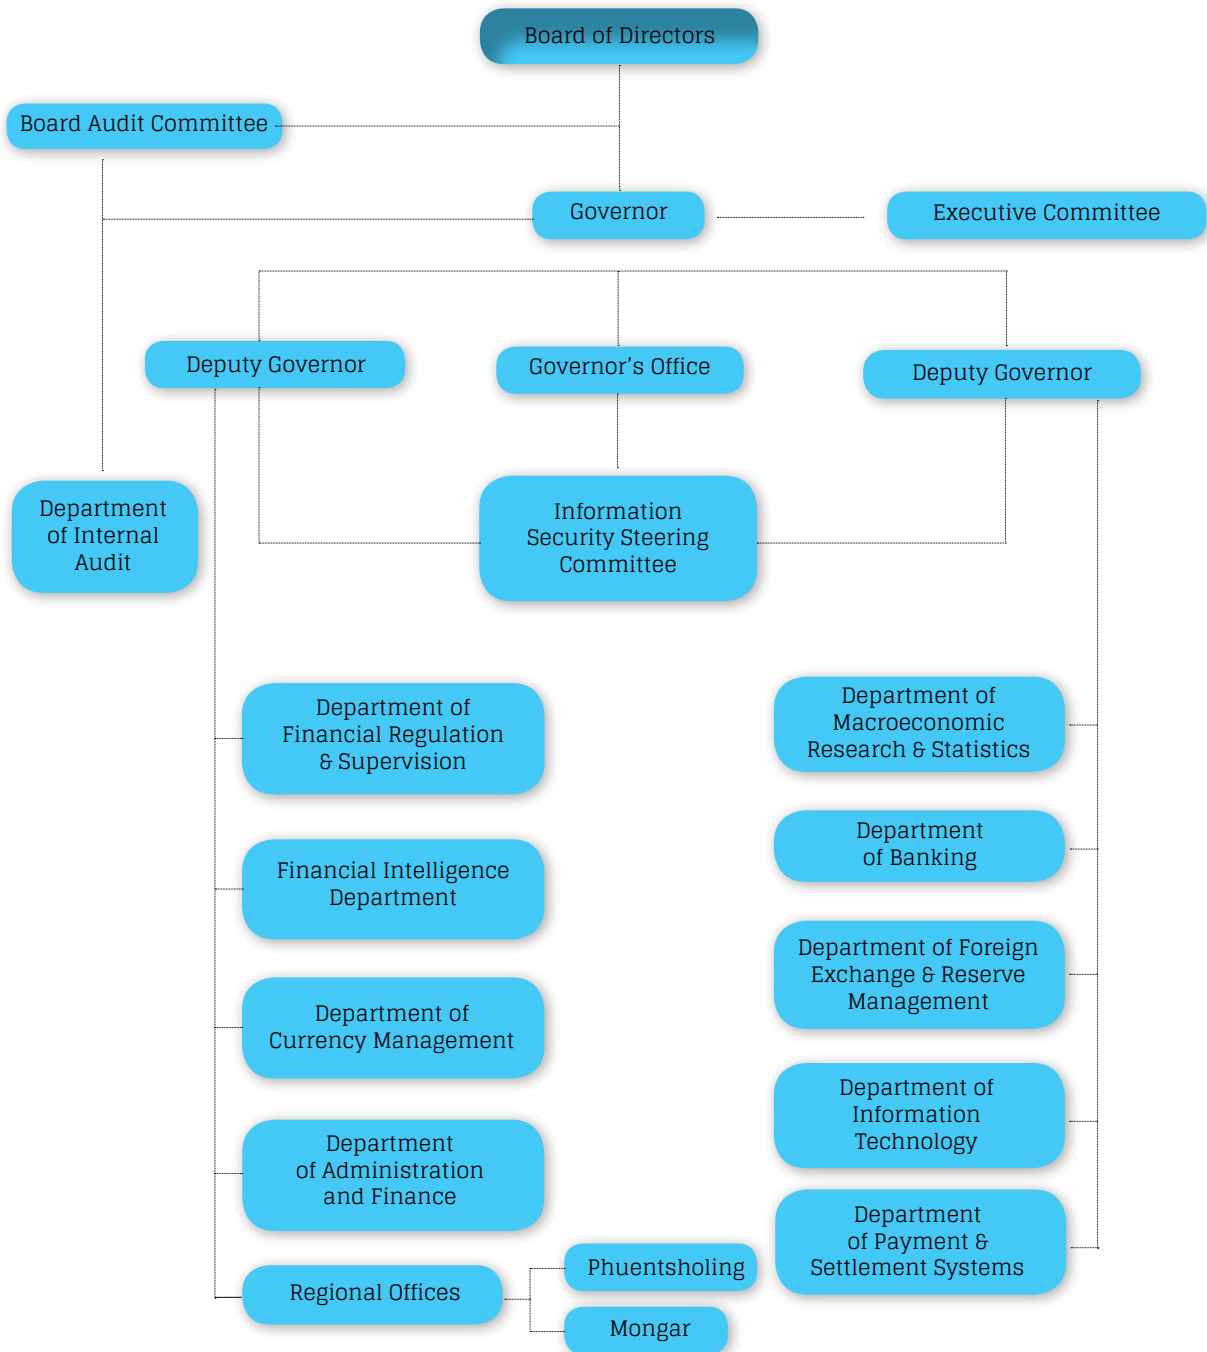 Board of Directors
Board Audit Committee
Governor
Executive Committee
Deputy Governor
Governor’s Office
Deputy Governor
Department
of Internal
Audit
Information
Security Steering
Committee
Department of
Financial Regulation
& Supervision
Financial Intelligence
Department
Department of
Currency Management
Department
of Administration
and Finance
Regional Offices
Phuentsholing
Mongar
Department of
Macroeconomic
Research & Statistics
Department
of Banking
Department of Foreign
Exchange & Reserve
Management
Department of
Information
Technology
Department
of Payment &
Settlement Systems